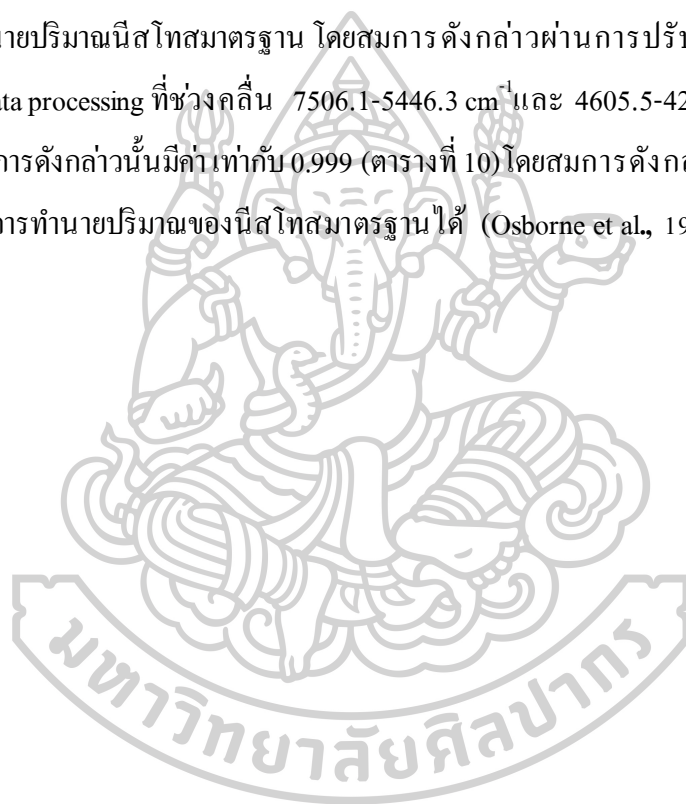 นายปริมาณนีสโทสมาตรฐาน โดยสมการดังกล่าวผ่านการปรับ
ata processing ที่ช่วงคลื่น 7506.1-5446.3 cm⁻¹และ 4605.5-42
การดังกล่าวนั้นมีค่าเท่ากับ 0.999 (ตารางที่ 10)โดยสมการดังกล
การทำนายปริมาณของนีสโทสมาตรฐานได้ (Osborne et al., 19
มหาวิทยาลัยศิลปากร